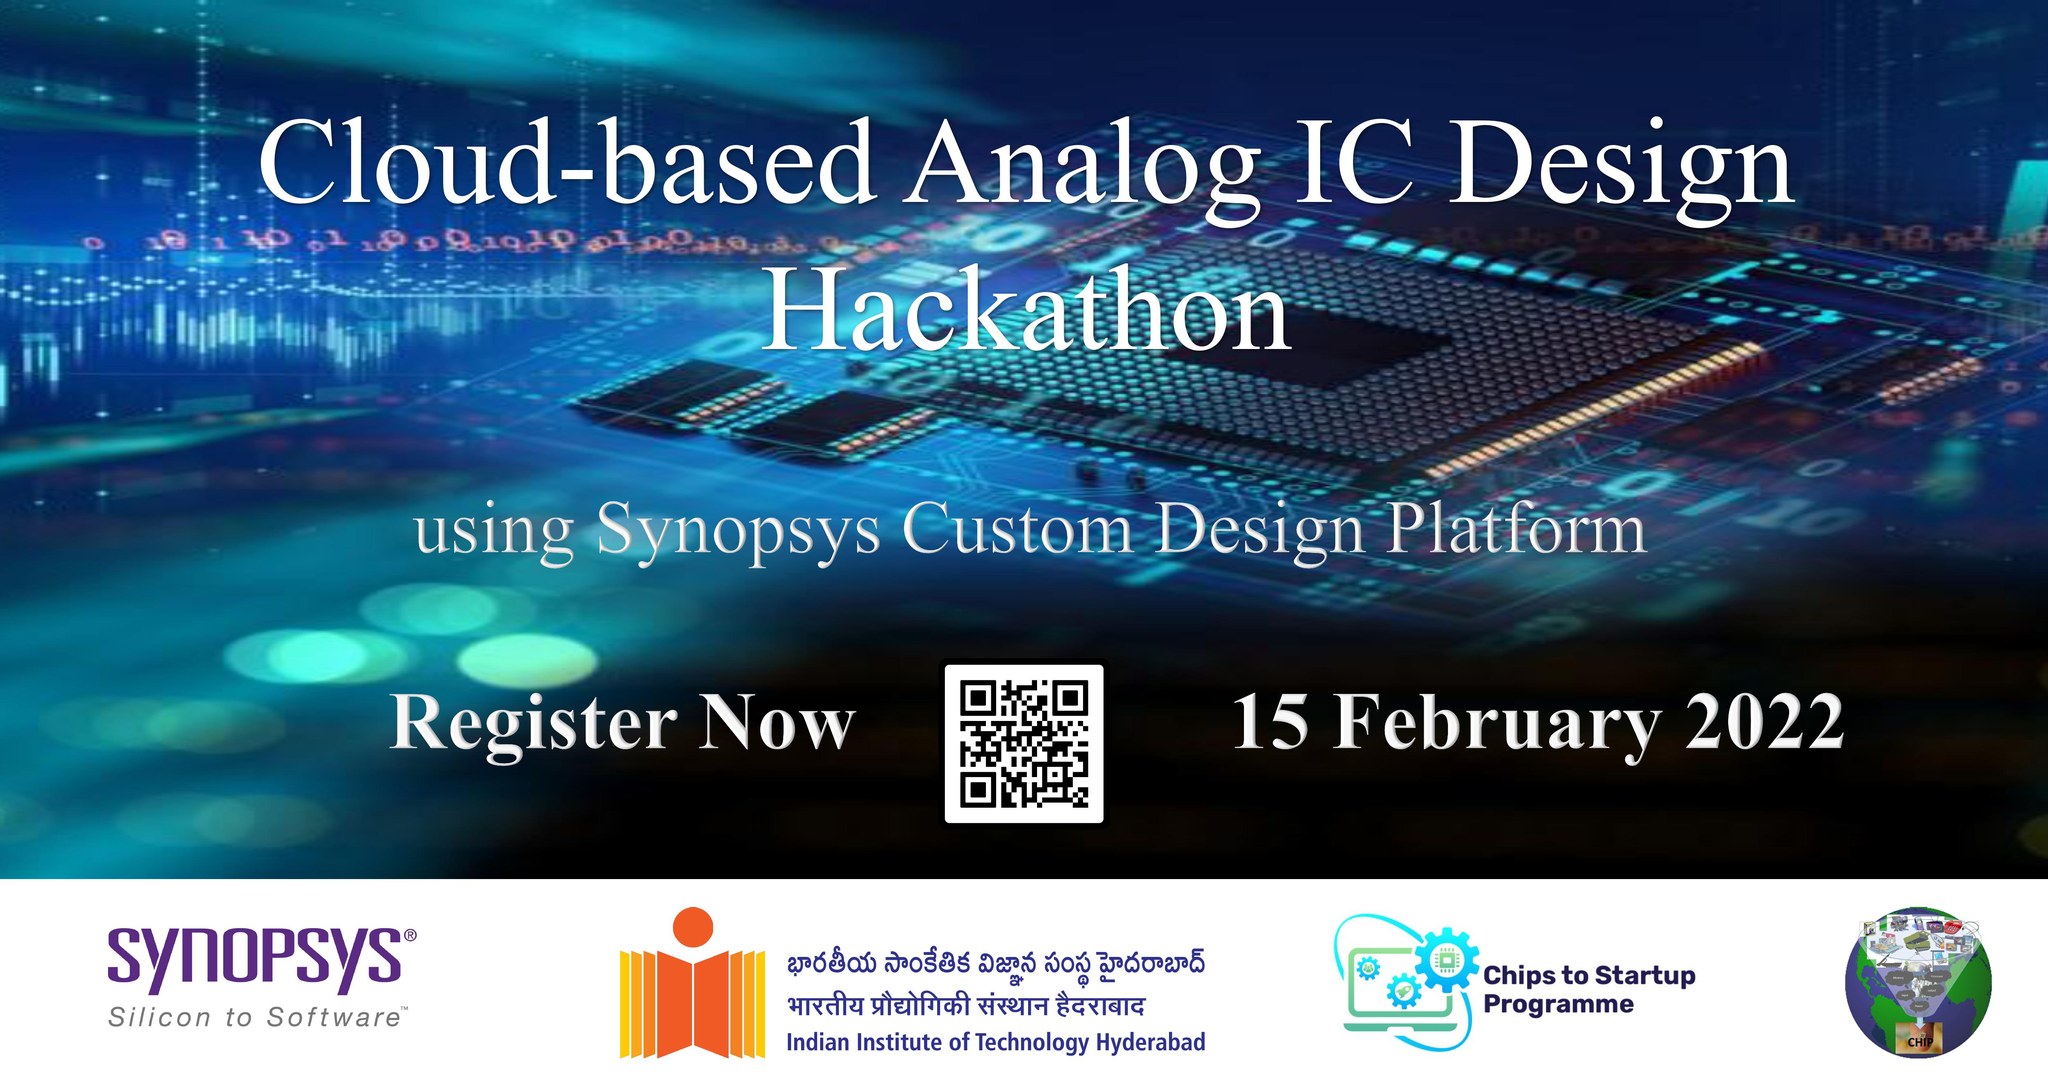 Cloud-based Analog IC Design
Hackathon
using Synopsys Custom Design Platform
Register Now
15 February 2022
SYNOPSYS®
Silicon to Software™
భారతీయ సాంకేతిక విజ్ఞాన సంస్థ హైదరాబాద్
भारतीय प्रौद्योगिकी संस्थान हैदराबाद
Indian Institute of Technology Hyderabad
Chips to Startup
Programme
CHIP